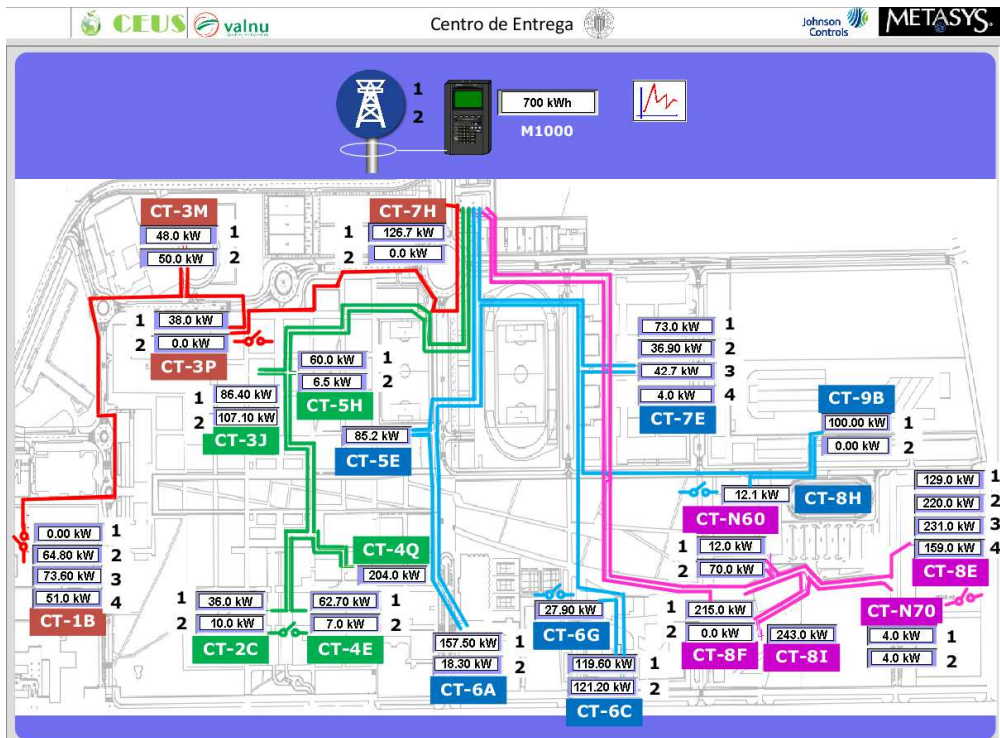 CEUS
valnu
Centro de Entrega
Johnson Controls
METASYS
1
2
700 kWh
M1000
CT-3M
48.0 kW 1
50.0 kW 2
CT-7H
1 126.7 kW
2 0.0 kW
1 38.0 kW
2 0.0 kW
CT-3P
60.0 kW 1
6.5 kW 2
CT-5H
1 86.40 kW
2 107.10 kW
CT-3J
85.2 kW
CT-5E
73.0 kW 1
36.90 kW 2
42.7 kW 3
4.0 kW 4
CT-7E
CT-9B
100.00 kW 1
0.00 kW 2
12.1 kW
CT-8H
129.0 kW 1
220.0 kW 2
231.0 kW 3
159.0 kW 4
CT-8E
CT-N60
1 12.0 kW
2 70.0 kW
0.00 kW 1
64.80 kW 2
73.60 kW 3
51.0 kW 4
CT-1B
CT-4Q
204.0 kW
1 36.0 kW
2 10.0 kW
CT-2C
62.70 kW 1
7.0 kW 2
CT-4E
157.50 kW 1
18.30 kW 2
CT-6A
27.90 kW
CT-6G
119.60 kW 1
121.20 kW 2
CT-6C
1 215.0 kW
2 0.0 kW
CT-8F
243.0 kW
CT-8I
CT-N70
4.0 kW 1
4.0 kW 2